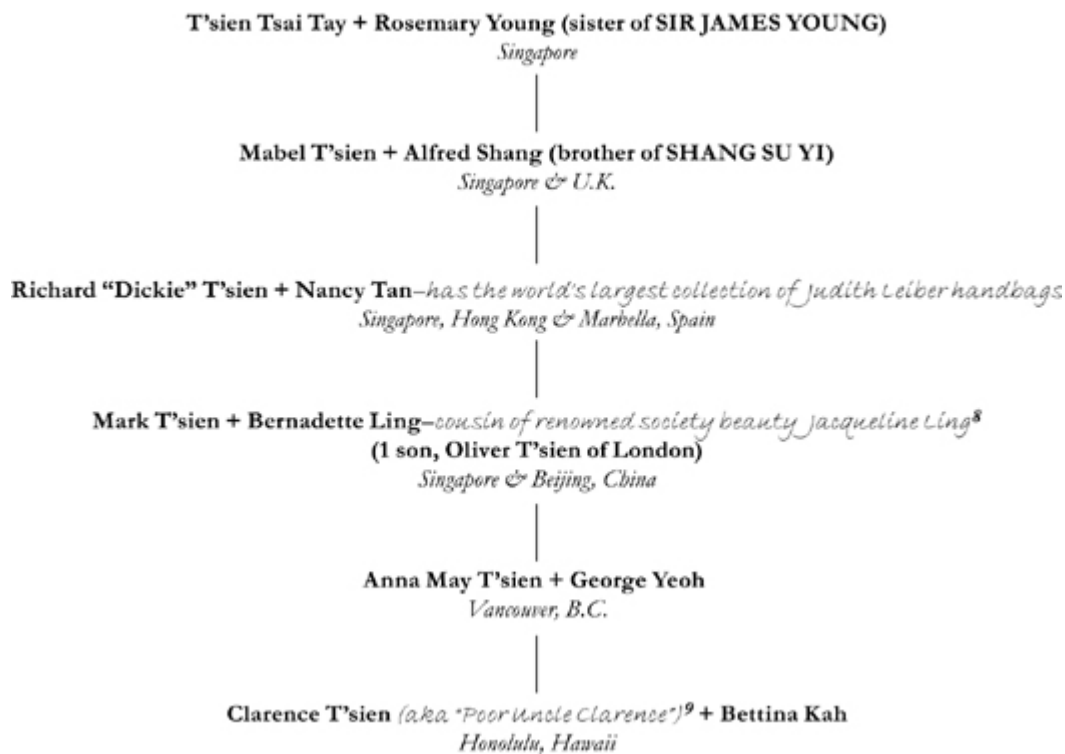 T'sien Tsai Tay + Rosemary Young (sister of SIR JAMES YOUNG)
Singapore
Mabel T'sien + Alfred Shang (brother of SHANG SU YI)
Singapore & U.K.
Richard “Dickie” T'sien + Nancy Tan–has the world's largest collection of Judith Leiber handbags
Singapore, Hong Kong & Marbella, Spain
Mark T'sien + Bernadette Ling–cousin of renowned society beauty Jacqueline Ling⁸
(1 son, Oliver T'sien of London)
Singapore & Beijing, China
Anna May T'sien + George Yeoh
Vancouver, B.C.
Clarence T'sien (aka "Poor Uncle Clarence")⁹ + Bettina Kah
Honolulu, Hawaii